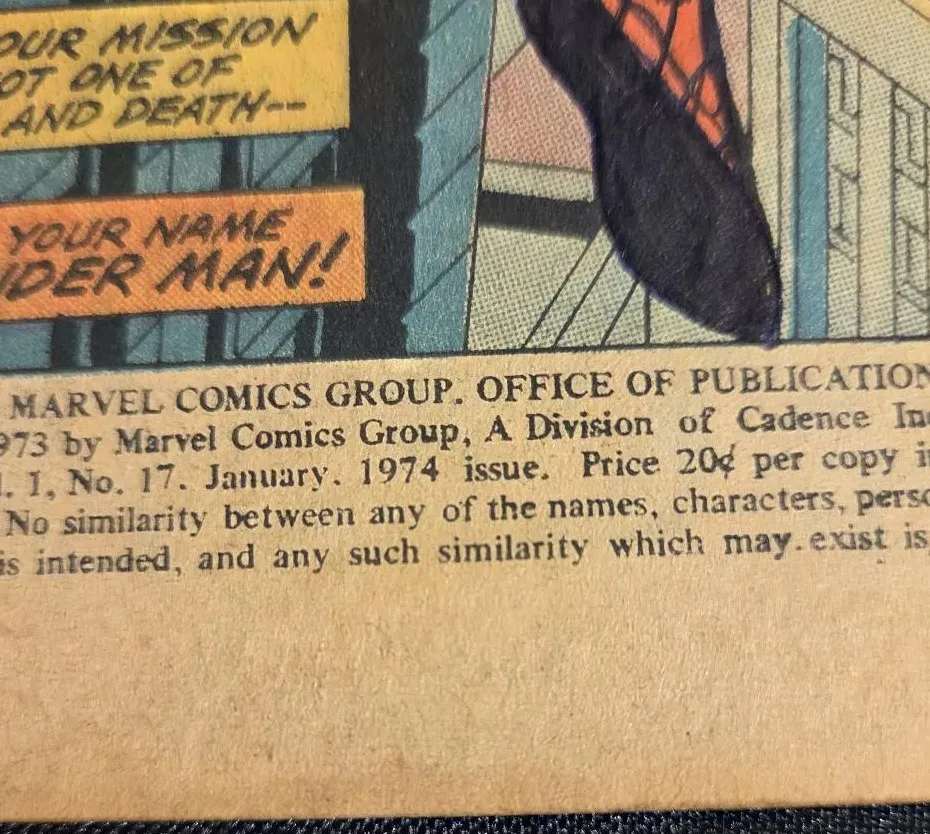 OUR MISSION
OT ONE OF
AND DEATH--
YOUR NAME
IDER MAN!
MARVEL COMICS GROUP. OFFICE OF PUBLICATION
973 by Marvel Comics Group, A Division of Cadence In
. 1, No. 17. January. 1974 issue. Price 20¢ per copy i
No similarity between any of the names, characters, perso
is intended, and any such similarity which may.exist is